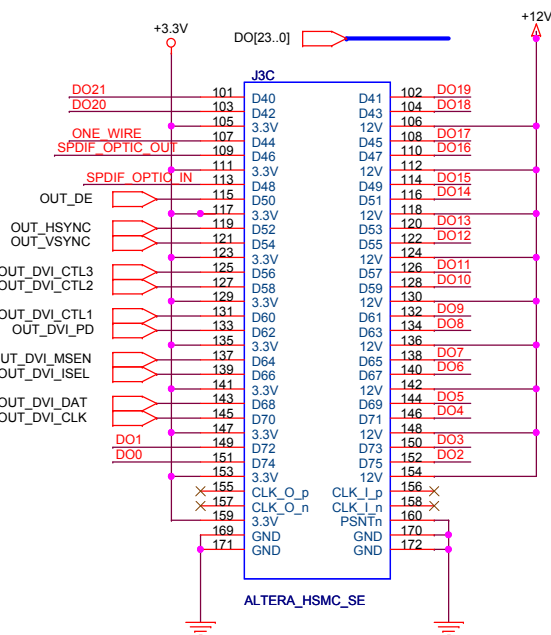 +3.3V
+12V
DO[23..0]
J3C
DO21 101 D40 D41 102 DO19
DO20 103 D42 D43 104 DO18
105 3.3V 12V 106
ONE_WIRE 107 D44 D45 108 DO17
SPDIF_OPTIC_OUT 109 D46 D47 110 DO16
111 3.3V 12V 112
SPDIF_OPTIC_IN 113 D48 D49 114 DO15
OUT_DE 115 D50 D51 116 DO14
117 3.3V 12V 118
OUT_HSYNC 119 D52 D53 120 DO13
OUT_VSYNC 121 D54 D55 122 DO12
123 3.3V 12V 124
OUT_DVI_CTL3 125 D56 D57 126 DO11
OUT_DVI_CTL2 127 D58 D59 128 DO10
129 3.3V 12V 130
OUT_DVI_CTL1 131 D60 D61 132 DO9
OUT_DVI_PD 133 D62 D63 134 DO8
135 3.3V 12V 136
UT_DVI_MSEN 137 D64 D65 138 DO7
OUT_DVI_ISEL 139 D66 D67 140 DO6
141 3.3V 12V 142
OUT_DVI_DAT 143 D68 D69 144 DO5
OUT_DVI_CLK 145 D70 D71 146 DO4
147 3.3V 12V 148
DO1 149 D72 D73 150 DO3
DO0 151 D74 D75 152 DO2
153 3.3V 12V 154
155 CLK_O_p CLK_I_p 156
157 CLK_O_n CLK_I_n 158
159 3.3V PSNTn 160
169 GND GND 170
171 GND GND 172
ALTERA_HSMC_SE